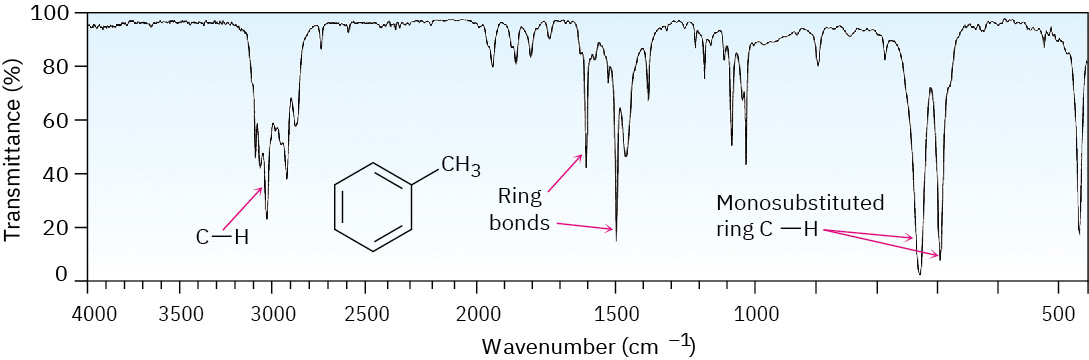 Transmittance (%)
100
80
60
40
20
0
C—H
CH3
Ring
bonds
Monosubstituted
ring C —H
4000 3500 3000 2500 2000 1500 1000 500
Wavenumber (cm –1)